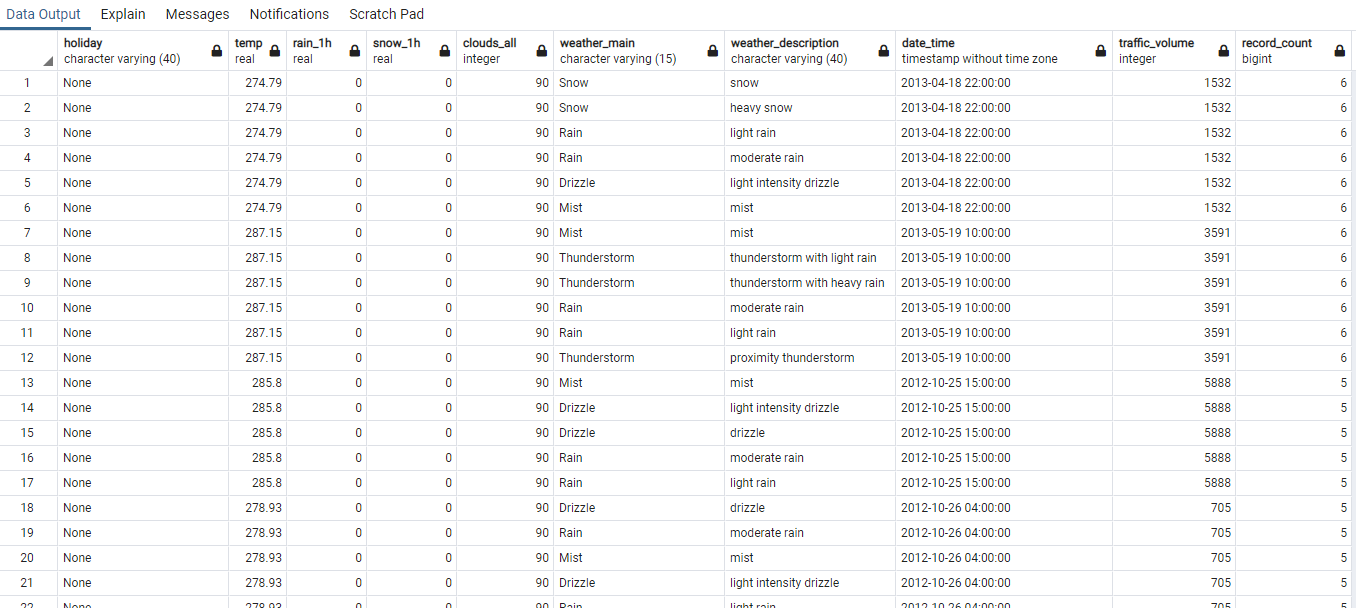 Data Output Explain Messages Notifications Scratch Pad
holiday temp rain_1h snow_1h clouds_all weather_main weather_description date_time traffic_volume record_count
character varying (40) real real real integer character varying (15) character varying (40) timestamp without time zone integer bigint
1 None 274.79 0 0 90 Snow snow 2013-04-18 22:00:00 1532 6
2 None 274.79 0 0 90 Snow heavy snow 2013-04-18 22:00:00 1532 6
3 None 274.79 0 0 90 Rain light rain 2013-04-18 22:00:00 1532 6
4 None 274.79 0 0 90 Rain moderate rain 2013-04-18 22:00:00 1532 6
5 None 274.79 0 0 90 Drizzle light intensity drizzle 2013-04-18 22:00:00 1532 6
6 None 274.79 0 0 90 Mist mist 2013-04-18 22:00:00 1532 6
7 None 287.15 0 0 90 Mist mist 2013-05-19 10:00:00 3591 6
8 None 287.15 0 0 90 Thunderstorm thunderstorm with light rain 2013-05-19 10:00:00 3591 6
9 None 287.15 0 0 90 Thunderstorm thunderstorm with heavy rain 2013-05-19 10:00:00 3591 6
10 None 287.15 0 0 90 Rain moderate rain 2013-05-19 10:00:00 3591 6
11 None 287.15 0 0 90 Rain light rain 2013-05-19 10:00:00 3591 6
12 None 287.15 0 0 90 Thunderstorm proximity thunderstorm 2013-05-19 10:00:00 3591 6
13 None 285.8 0 0 90 Mist mist 2012-10-25 15:00:00 5888 5
14 None 285.8 0 0 90 Drizzle light intensity drizzle 2012-10-25 15:00:00 5888 5
15 None 285.8 0 0 90 Drizzle drizzle 2012-10-25 15:00:00 5888 5
16 None 285.8 0 0 90 Rain moderate rain 2012-10-25 15:00:00 5888 5
17 None 285.8 0 0 90 Rain light rain 2012-10-25 15:00:00 5888 5
18 None 278.93 0 0 90 Drizzle drizzle 2012-10-26 04:00:00 705 5
19 None 278.93 0 0 90 Rain moderate rain 2012-10-26 04:00:00 705 5
20 None 278.93 0 0 90 Mist mist 2012-10-26 04:00:00 705 5
21 None 278.93 0 0 90 Drizzle light intensity drizzle 2012-10-26 04:00:00 705 5
22 None 278.93 0 0 90 Rain light rain 2012-10-26 04:00:00 705 5